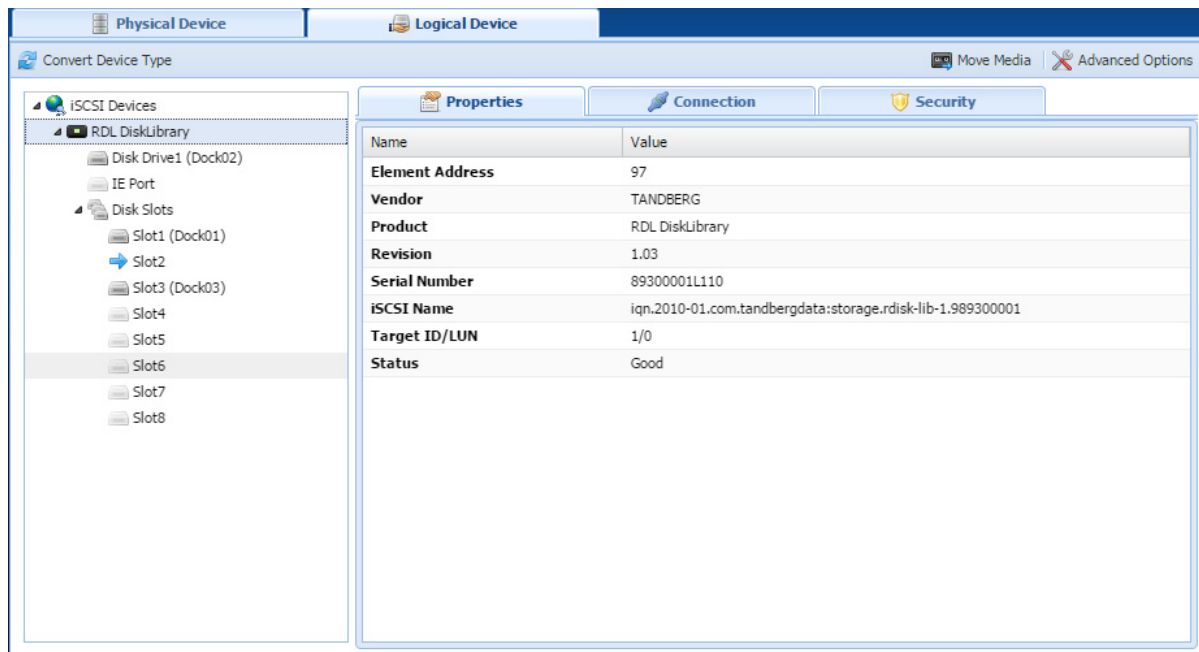 Physical Device
Logical Device
Convert Device Type
Move Media
Advanced Options
iSCSI Devices
RDL DiskLibrary
Disk Drive1 (Dock02)
IE Port
Disk Slots
Slot1 (Dock01)
Slot2
Slot3 (Dock03)
Slot4
Slot5
Slot6
Slot7
Slot8
Properties
Connection
Security
Name Value
Element Address 97
Vendor TANDBERG
Product RDL DiskLibrary
Revision 1.03
Serial Number 89300001L110
iSCSI Name iqn.2010-01.com.tandbergdata:storage.rdisk-lib-1.989300001
Target ID/LUN 1/0
Status Good